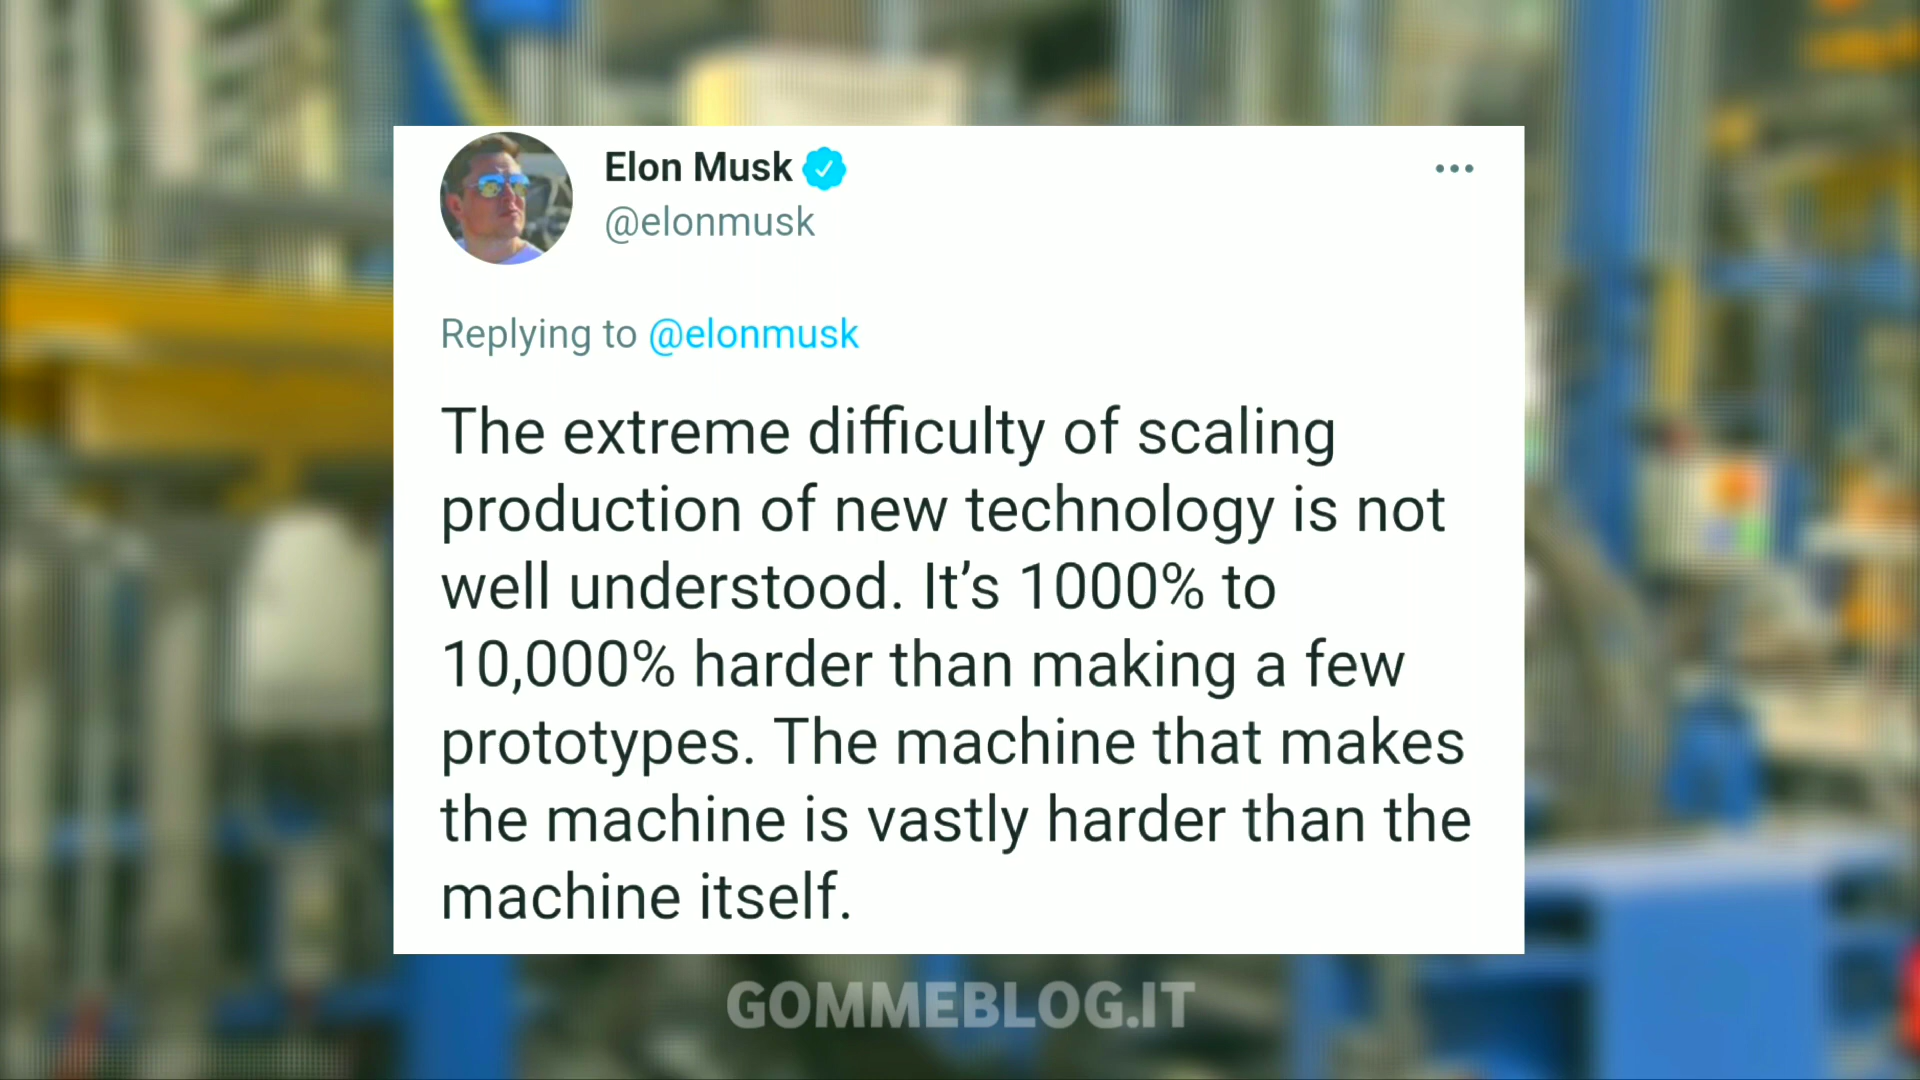 Elon Musk
@elonmusk
Replying to @elonmusk
The extreme difficulty of scaling
production of new technology is not
well understood. It’s 1000% to
10,000% harder than making a few
prototypes. The machine that makes
the machine is vastly harder than the
machine itself.
GOMMEBLOG.IT